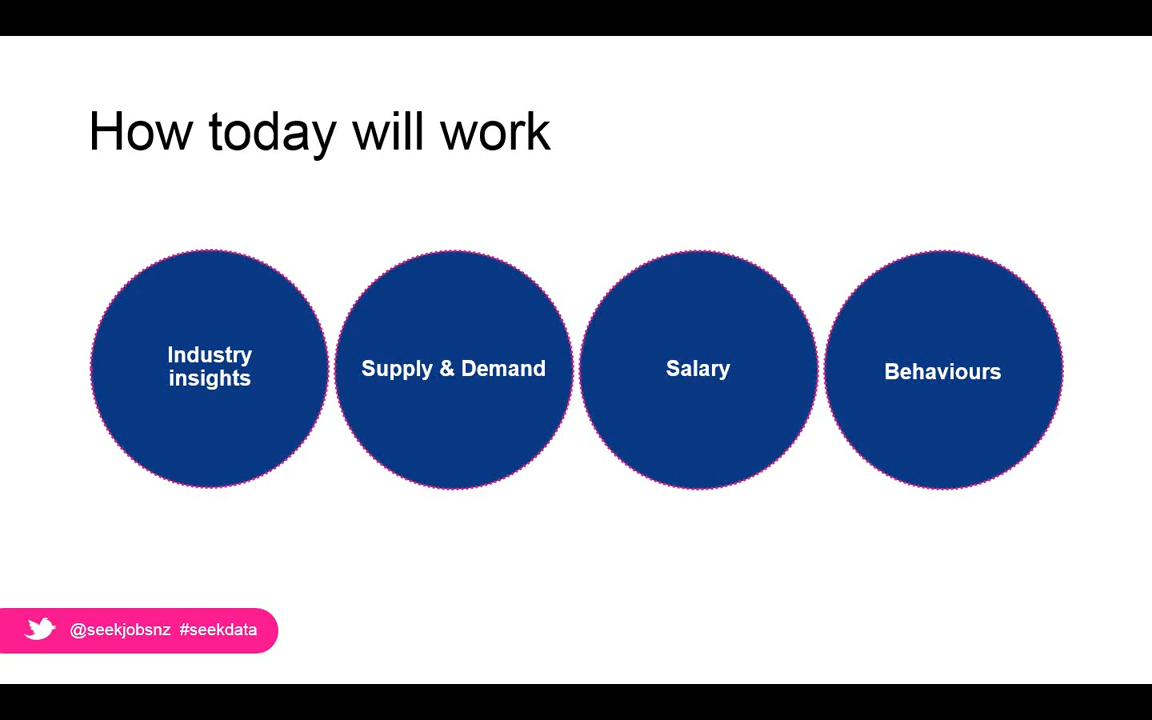 How today will work
Industry
insights
Supply & Demand
Salary
Behaviours
@seekjobsnz #seekdata